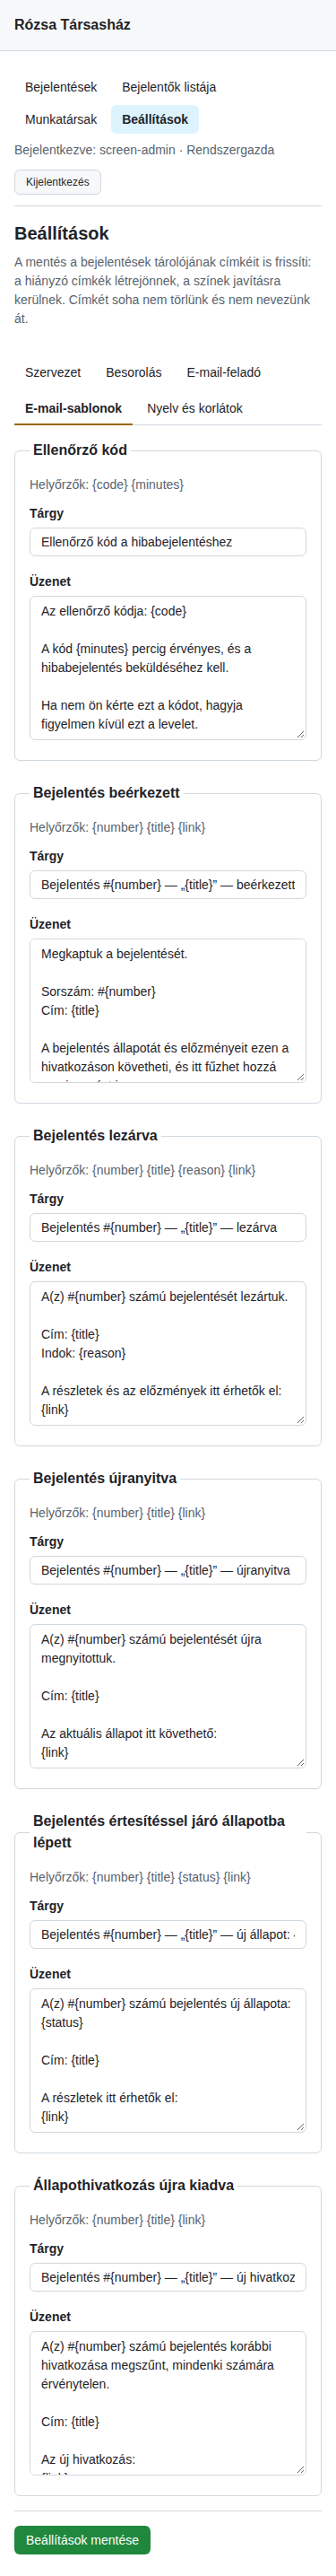 Rózsa Társasház
Bejelentések Bejelentők listája
Munkatársak Beállítások
Bejelentkezve: screen-admin · Rendszergazda
Kijelentkezés
Beállítások
A mentés a bejelentések tárolójának címkéit is frissíti:
a hiányzó címkék létrejönnek, a színek javításra
kerülnek. Címkét soha nem törlünk és nem nevezünk
át.
Szervezet Besorolás E-mail-feladó
E-mail-sablonok Nyelv és korlátok
Ellenőrző kód
Helyőrzők: {code} {minutes}
Tárgy
Ellenőrző kód a hibabejelentéshez
Üzenet
Az ellenőrző kódja: {code}
A kód {minutes} percig érvényes, és a
hibabejelentés beküldéséhez kell.
Ha nem ön kérte ezt a kódot, hagyja
figyelmen kívül ezt a levelet.
Bejelentés beérkezett
Helyőrzők: {number} {title} {link}
Tárgy
Bejelentés #{number} — „{title}” — beérkezett
Üzenet
Megkaptuk a bejelentését.
Sorszám: #{number}
Cím: {title}
A bejelentés állapotát és előzményeit ezen a
hivatkozáson követheti, és itt fűzhet hozzá
Bejelentés lezárva
Helyőrzők: {number} {title} {reason} {link}
Tárgy
Bejelentés #{number} — „{title}” — lezárva
Üzenet
A(z) #{number} számú bejelentését lezártuk.
Cím: {title}
Indok: {reason}
A részletek és az előzmények itt érhetők el:
{link}
Bejelentés újranyitva
Helyőrzők: {number} {title} {link}
Tárgy
Bejelentés #{number} — „{title}” — újranyitva
Üzenet
A(z) #{number} számú bejelentését újra
megnyitottuk.
Cím: {title}
Az aktuális állapot itt követhető:
{link}
Bejelentés értesítéssel járó állapotba
lépett
Helyőrzők: {number} {title} {status} {link}
Tárgy
Bejelentés #{number} — „{title}” — új állapot:
Üzenet
A(z) #{number} számú bejelentés új állapota:
{status}
Cím: {title}
A részletek itt érhetők el:
{link}
Állapothivatkozás újra kiadva
Helyőrzők: {number} {title} {link}
Tárgy
Bejelentés #{number} — „{title}” — új hivatkoz
Üzenet
A(z) #{number} számú bejelentés korábbi
hivatkozása megszűnt, mindenki számára
érvénytelen.
Cím: {title}
Az új hivatkozás:
Beállítások mentése